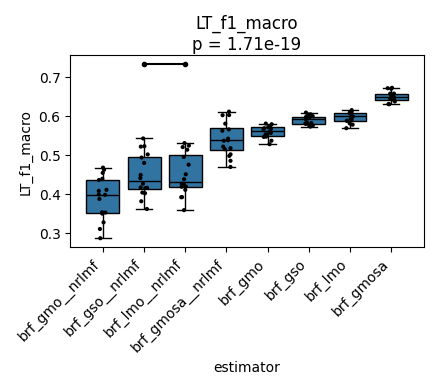 LT_f1_macro
p = 1.71e-19
LT_f1_macro
0.7
0.6
0.5
0.4
0.3
brf_gmo__nrlmf
brf_gso__nrlmf
brf_lmo__nrlmf
brf_gmosa__nrlmf
brf_gmo
brf_gso
brf_lmo
brf_gmosa
estimator